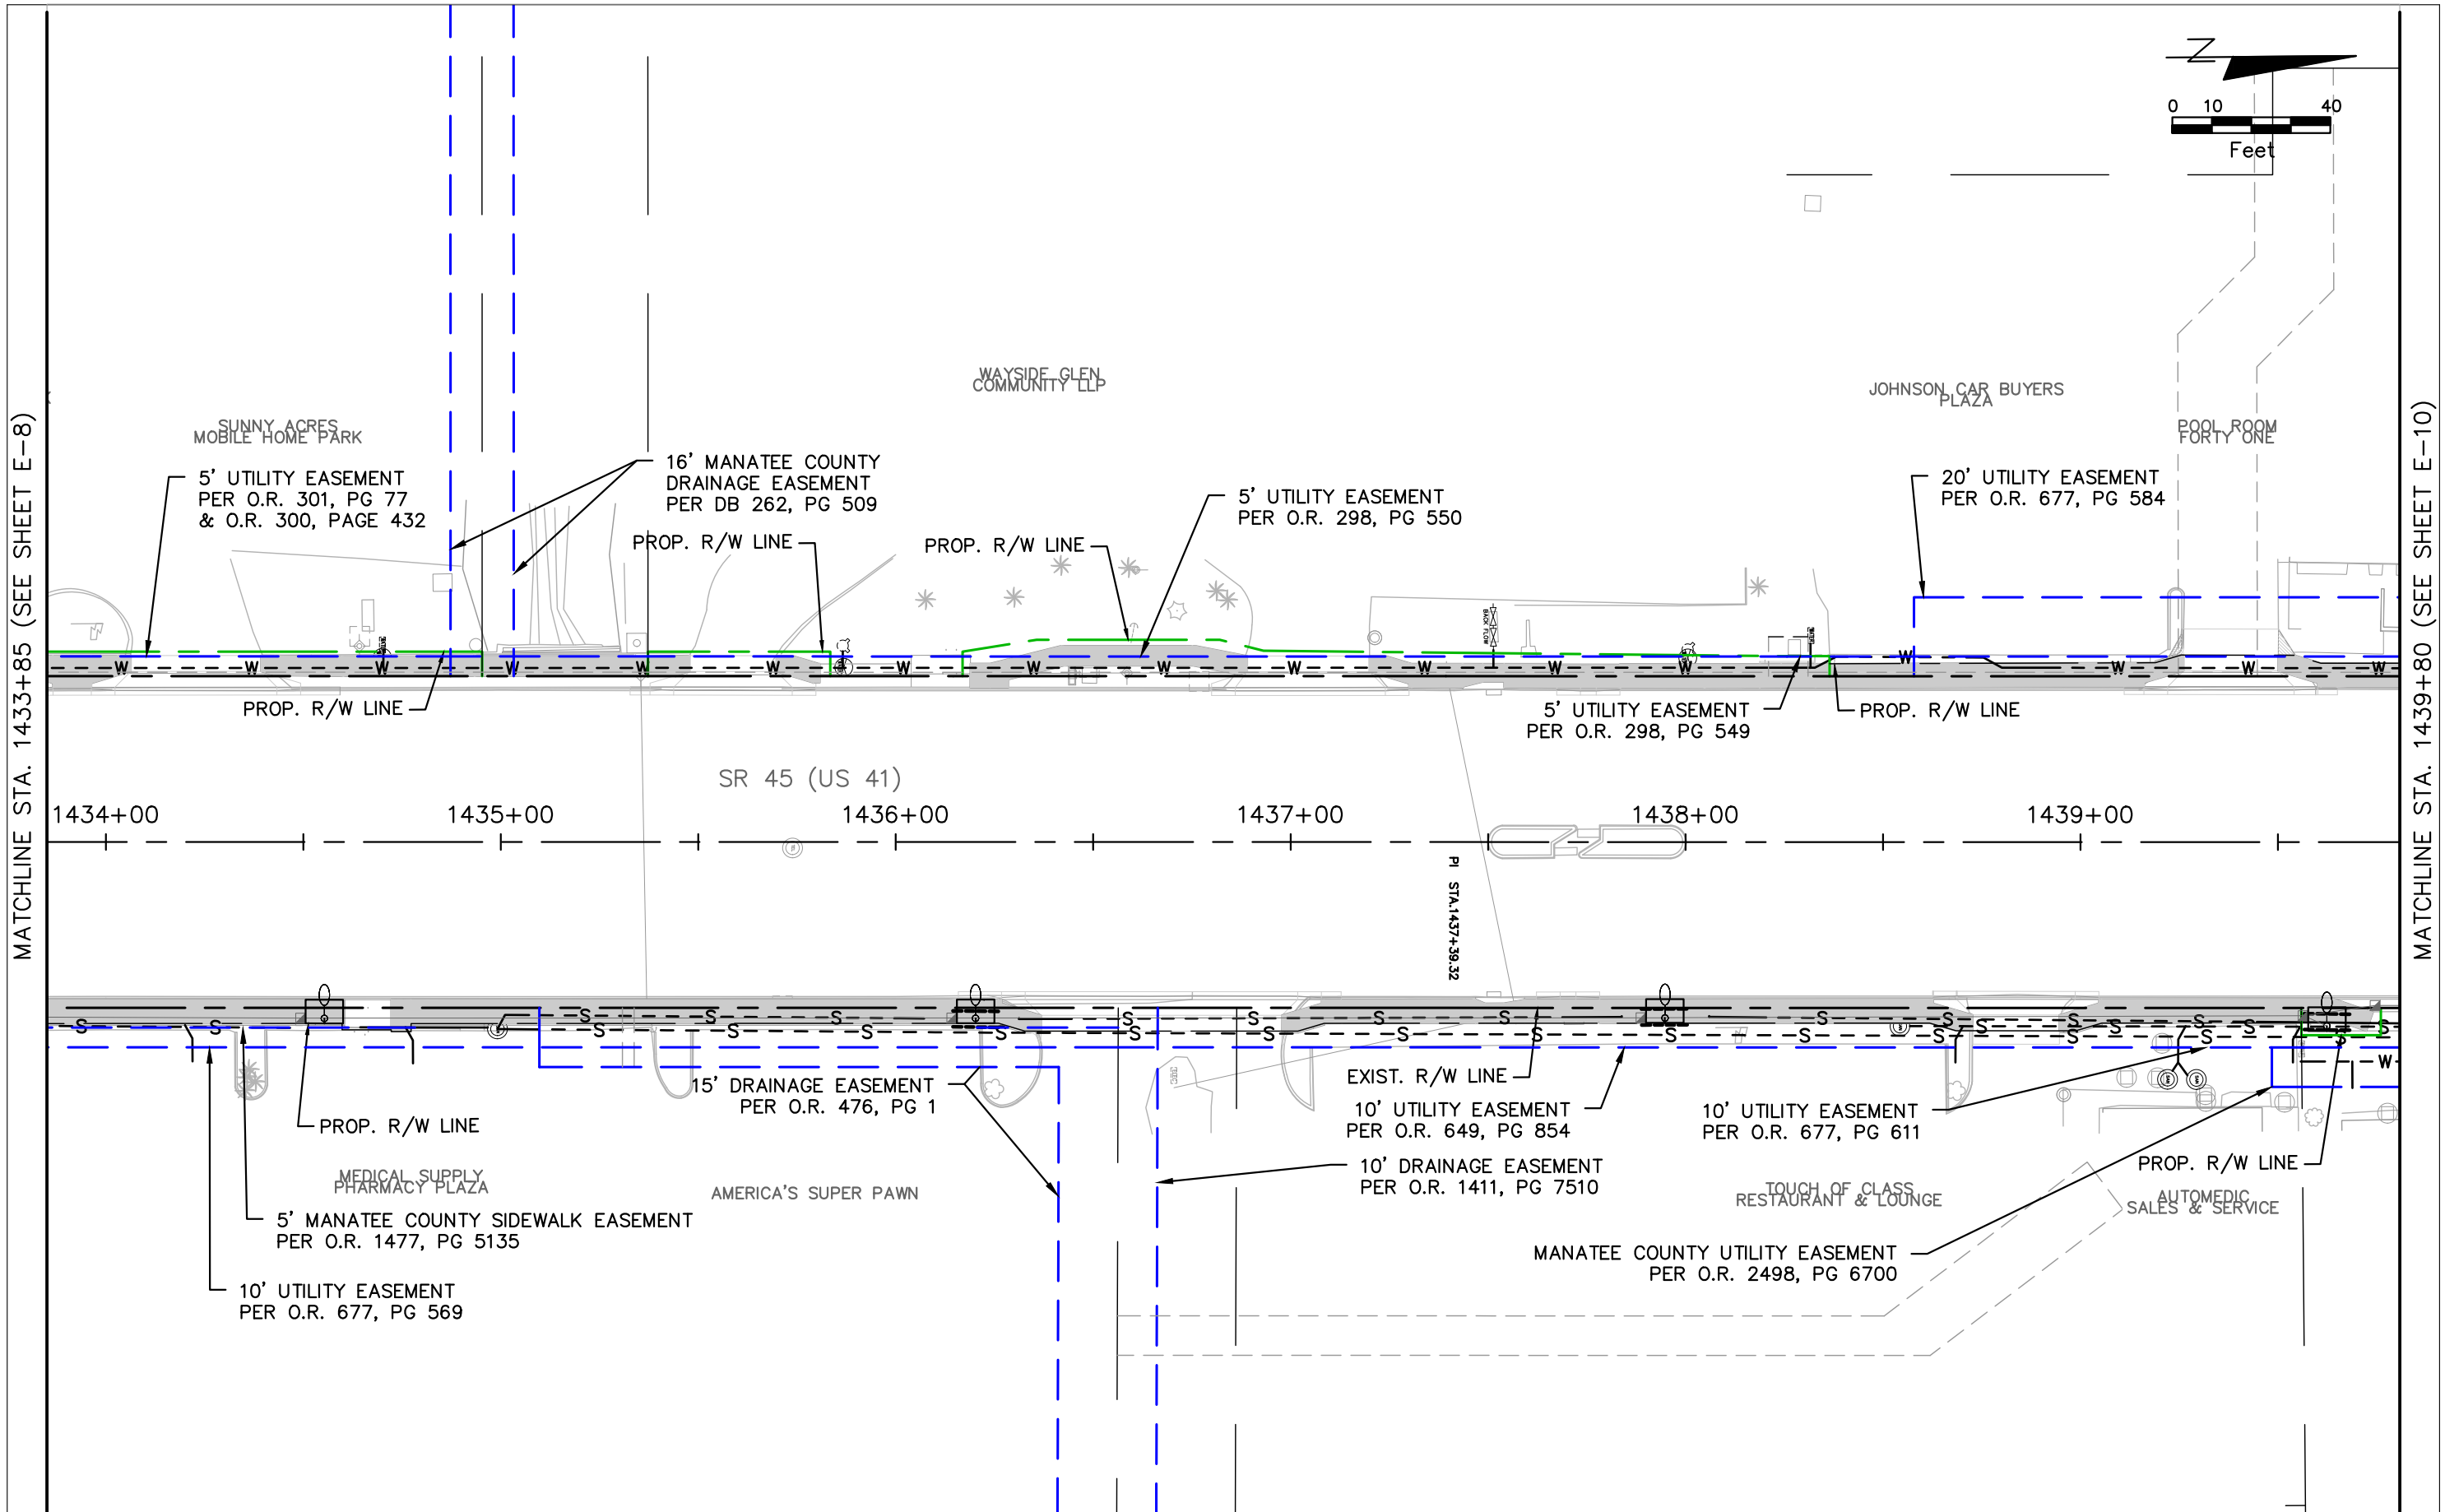 N
0 10 40
Feet
WAYSIDE GLEN
COMMUNITY LLP
JOHNSON CAR BUYERS
PLAZA
SUNNY ACRES
MOBILE HOME PARK
POOL ROOM
FORTY ONE
5' UTILITY EASEMENT
PER O.R. 301, PG 77
& O.R. 300, PAGE 432
16' MANATEE COUNTY
DRAINAGE EASEMENT
PER DB 262, PG 509
5' UTILITY EASEMENT
PER O.R. 298, PG 550
20' UTILITY EASEMENT
PER O.R. 677, PG 584
PROP. R/W LINE
PROP. R/W LINE
BACK FLOW
W W W W W W W W W W W W W W W W W
PROP. R/W LINE
5' UTILITY EASEMENT
PER O.R. 298, PG 549
PROP. R/W LINE
MATCHLINE STA. 1433+85 (SEE SHEET E-8)
MATCHLINE STA. 1439+80 (SEE SHEET E-10)
SR 45 (US 41)
1434+00 1435+00 1436+00 1437+00 1438+00 1439+00
PI STA.1437+39.32
S S S S S S S S S S S S S S S S S S S S S S S S S S S S S
W
15' DRAINAGE EASEMENT
PER O.R. 476, PG 1
EXIST. R/W LINE
10' UTILITY EASEMENT
PER O.R. 649, PG 854
10' UTILITY EASEMENT
PER O.R. 677, PG 611
PROP. R/W LINE
10' DRAINAGE EASEMENT
PER O.R. 1411, PG 7510
PROP. R/W LINE
MEDICAL SUPPLY
PHARMACY PLAZA
AMERICA'S SUPER PAWN
TOUCH OF CLASS
RESTAURANT & LOUNGE
AUTOMEDIC
SALES & SERVICE
5' MANATEE COUNTY SIDEWALK EASEMENT
PER O.R. 1477, PG 5135
MANATEE COUNTY UTILITY EASEMENT
PER O.R. 2498, PG 6700
10' UTILITY EASEMENT
PER O.R. 677, PG 569